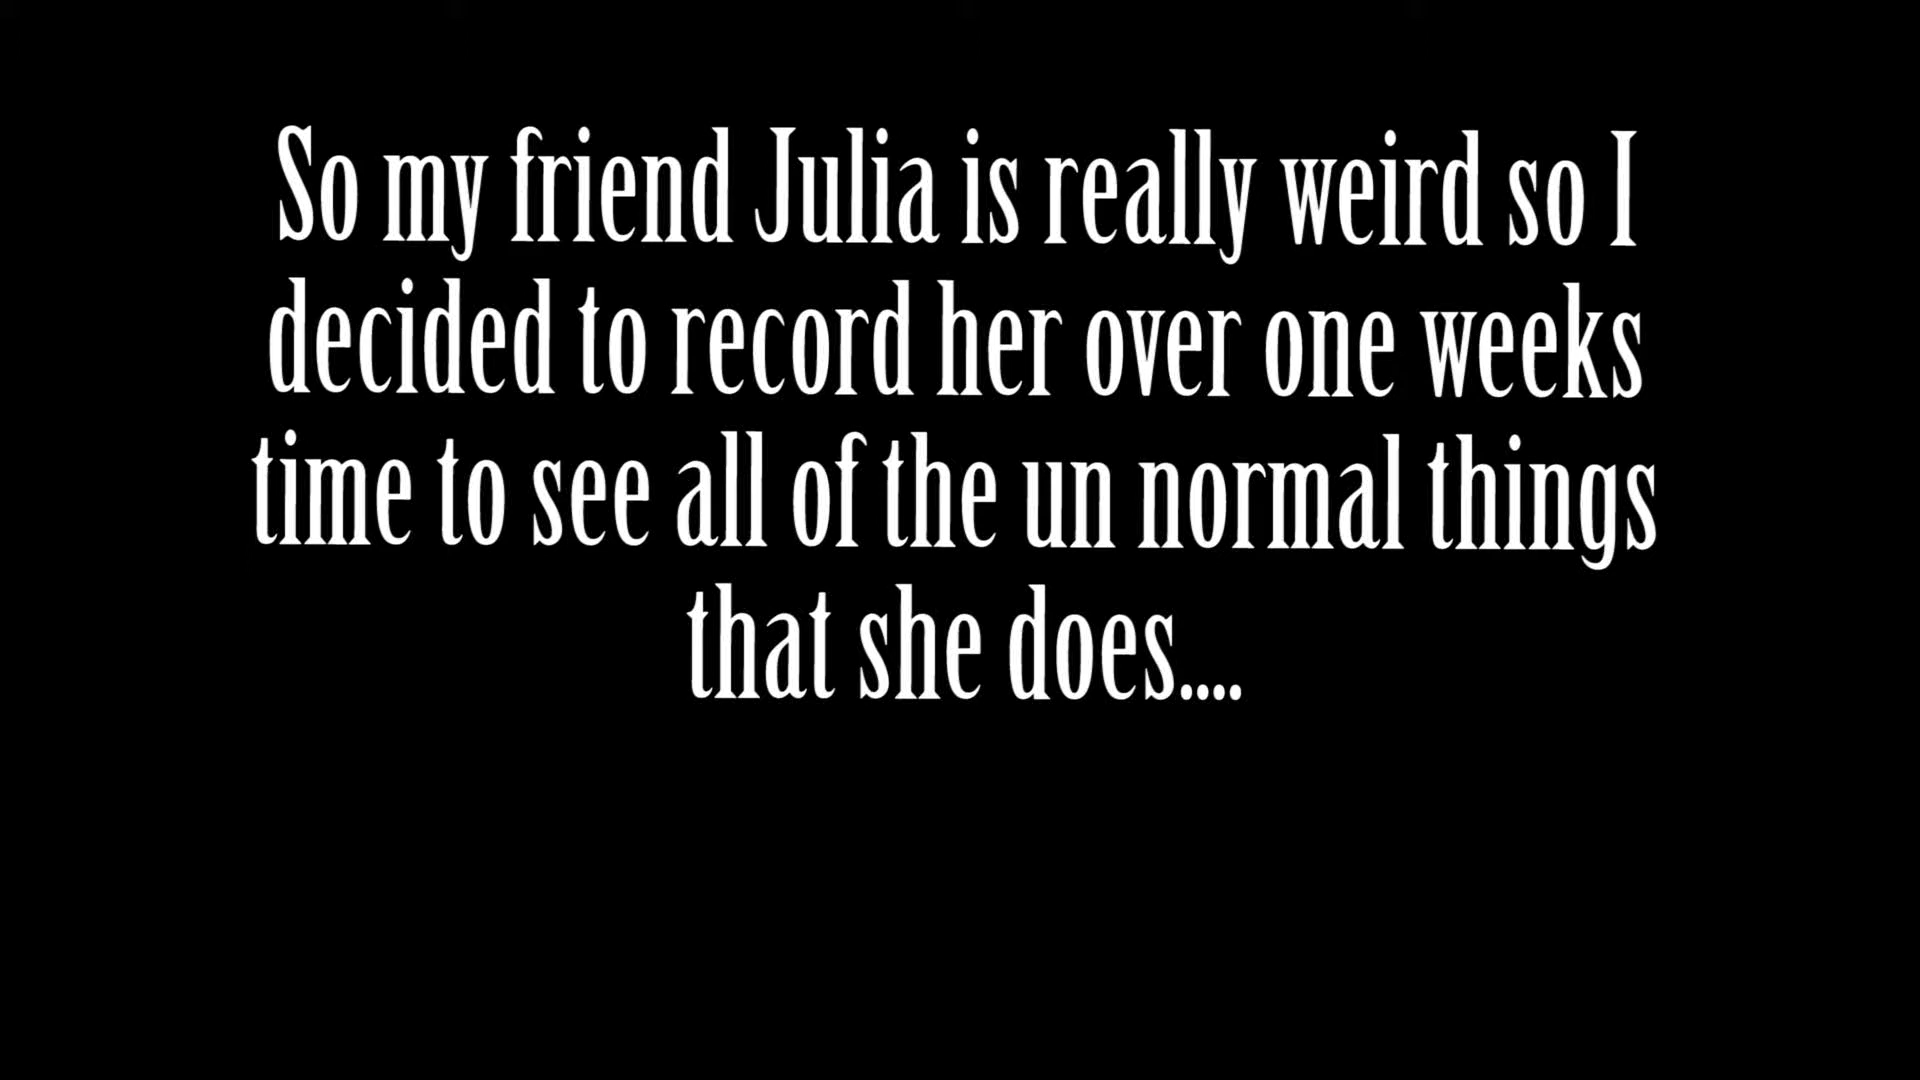 So my friend Julia is really weird so I
decided to record her over one weeks
time to see all of the un normal things
that she does....